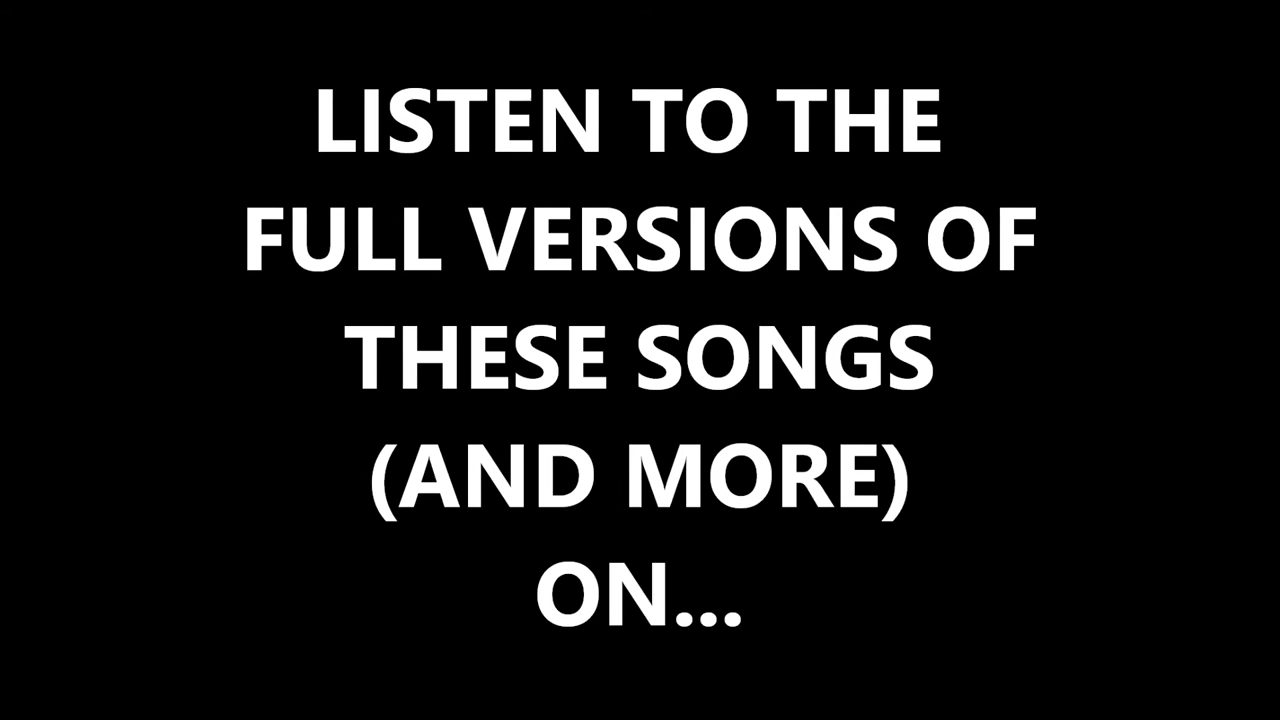 LISTEN TO THE
FULL VERSIONS OF
THESE SONGS
(AND MORE)
ON...